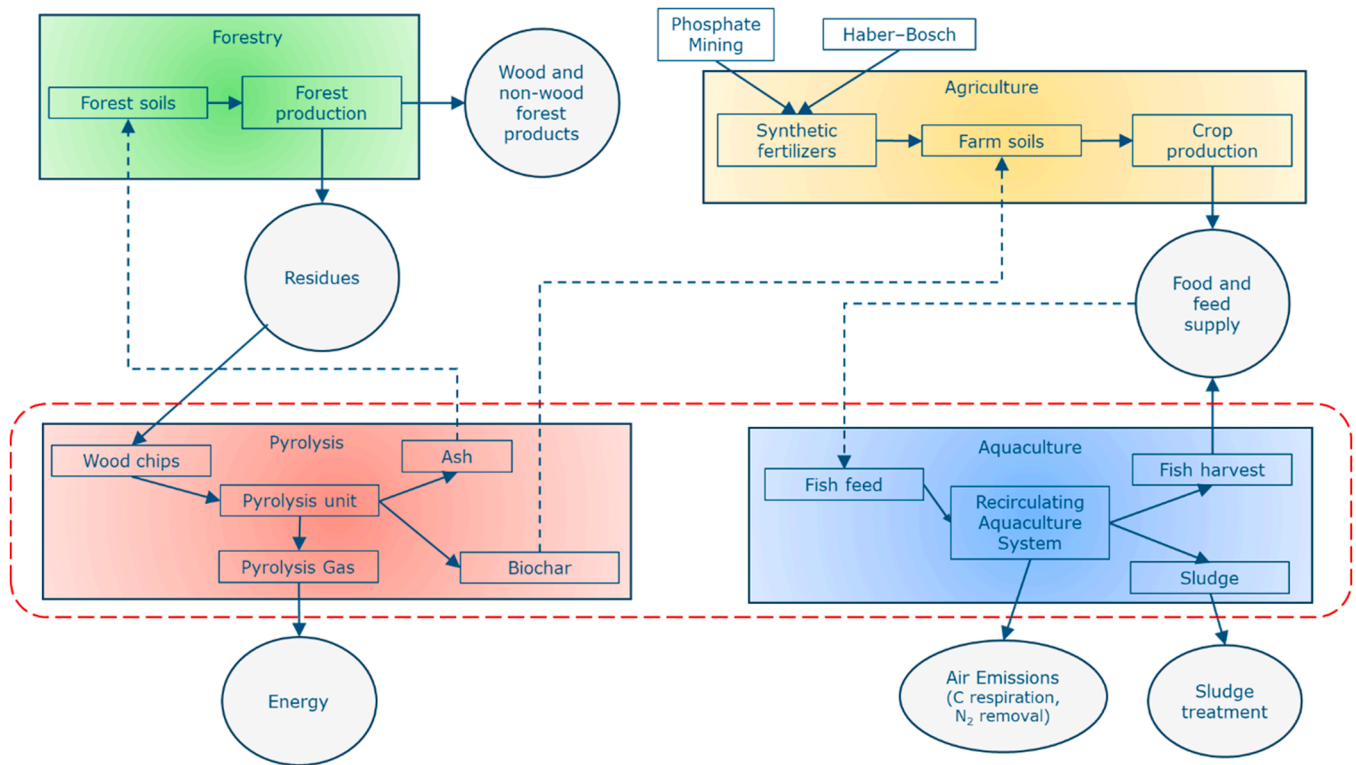 Forestry
Forest soils
Forest
production
Wood and
non-wood
forest
products
Residues
Phosphate
Mining
Haber–Bosch
Agriculture
Synthetic
fertilizers
Farm soils
Crop
production
Food and
feed
supply
Pyrolysis
Wood chips
Ash
Pyrolysis unit
Pyrolysis Gas
Biochar
Energy
Aquaculture
Fish feed
Recirculating
Aquaculture
System
Fish harvest
Sludge
Air Emissions
(C respiration,
N₂ removal)
Sludge
treatment